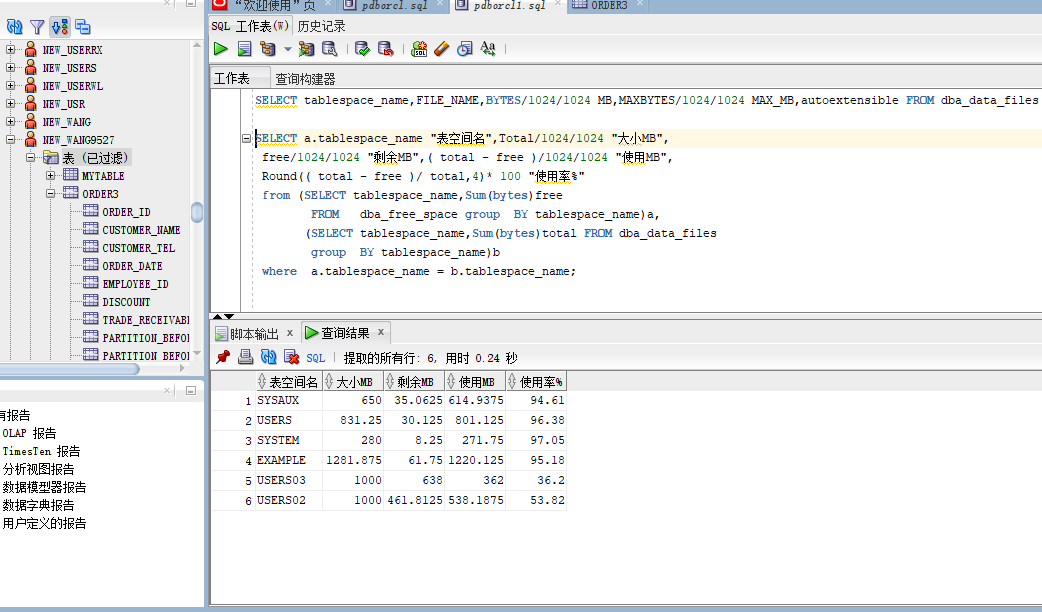 “欢迎使用”页 × pdborcl.sql × pdborcl1.sql × ORDER3 ×
SQL 工作表(W) 历史记录
工作表 查询构建器
SELECT tablespace_name,FILE_NAME,BYTES/1024/1024 MB,MAXBYTES/1024/1024 MAX_MB,autoextensible FROM dba_data_files
SELECT a.tablespace_name "表空间名",Total/1024/1024 "大小MB",
free/1024/1024 "剩余MB",( total - free )/1024/1024 "使用MB",
Round(( total - free )/ total,4)* 100 "使用率%"
from (SELECT tablespace_name,Sum(bytes)free
FROM dba_free_space group BY tablespace_name)a,
(SELECT tablespace_name,Sum(bytes)total FROM dba_data_files
group BY tablespace_name)b
where a.tablespace_name = b.tablespace_name;
NEW_USERRX
NEW_USERS
NEW_USERWL
NEW_USR
NEW_WANG
NEW_WANG9527
表 (已过滤)
MYTABLE
ORDER3
ORDER_ID
CUSTOMER_NAME
CUSTOMER_TEL
ORDER_DATE
EMPLOYEE_ID
DISCOUNT
TRADE_RECEIVAB
PARTITION_BEFO
PARTITION_BEFO
有报告
OLAP 报告
TimesTen 报告
分析视图报告
数据模型器报告
数据字典报告
用户定义的报告
脚本输出 × 查询结果 ×
SQL 提取的所有行: 6, 用时 0.24 秒
表空间名 大小MB 剩余MB 使用MB 使用率%
1 SYSAUX 650 35.0625 614.9375 94.61
2 USERS 831.25 30.125 801.125 96.38
3 SYSTEM 280 8.25 271.75 97.05
4 EXAMPLE 1281.875 61.75 1220.125 95.18
5 USERS03 1000 638 362 36.2
6 USERS02 1000 461.8125 538.1875 53.82